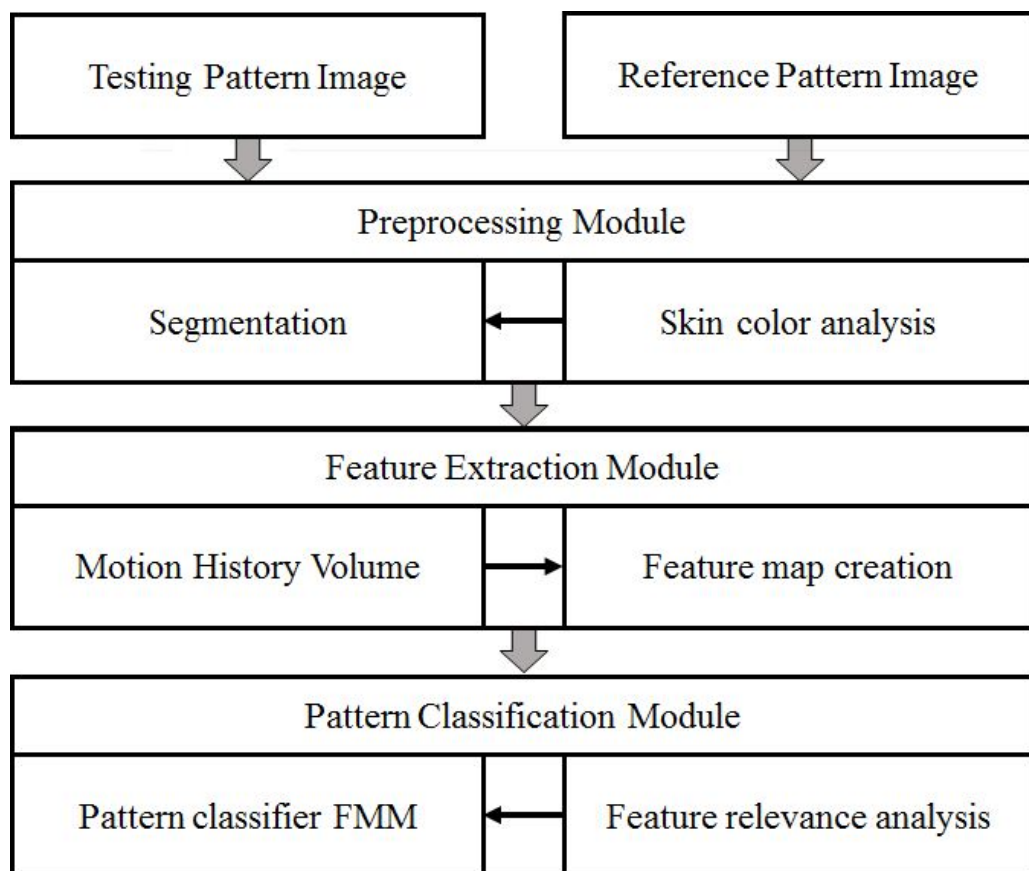 Testing Pattern Image
Reference Pattern Image
Preprocessing Module
Segmentation
Skin color analysis
Feature Extraction Module
Motion History Volume
Feature map creation
Pattern Classification Module
Pattern classifier FMM
Feature relevance analysis